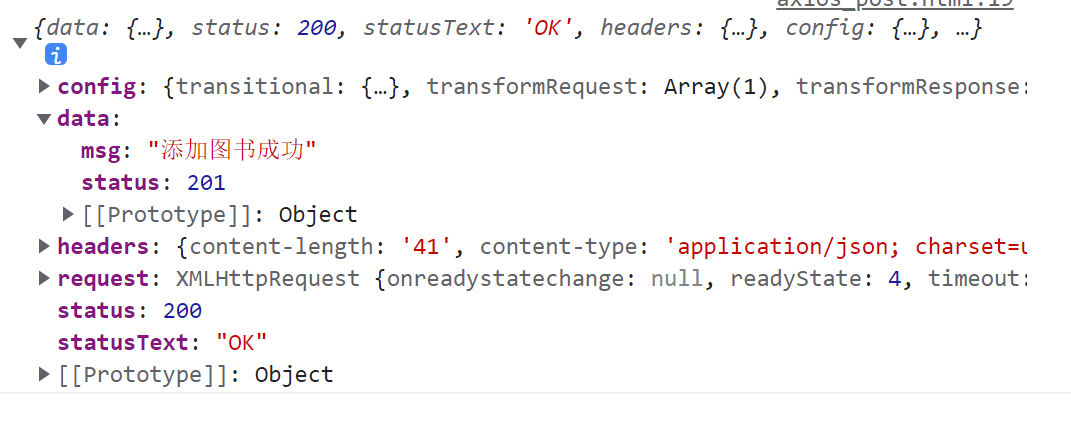 axios_post.html:19
{data: {…}, status: 200, statusText: 'OK', headers: {…}, config: {…}, …}
i
config: {transitional: {…}, transformRequest: Array(1), transformResponse:
data:
msg: "添加图书成功"
status: 201
[[Prototype]]: Object
headers: {content-length: '41', content-type: 'application/json; charset=u
request: XMLHttpRequest {onreadystatechange: null, readyState: 4, timeout:
status: 200
statusText: "OK"
[[Prototype]]: Object